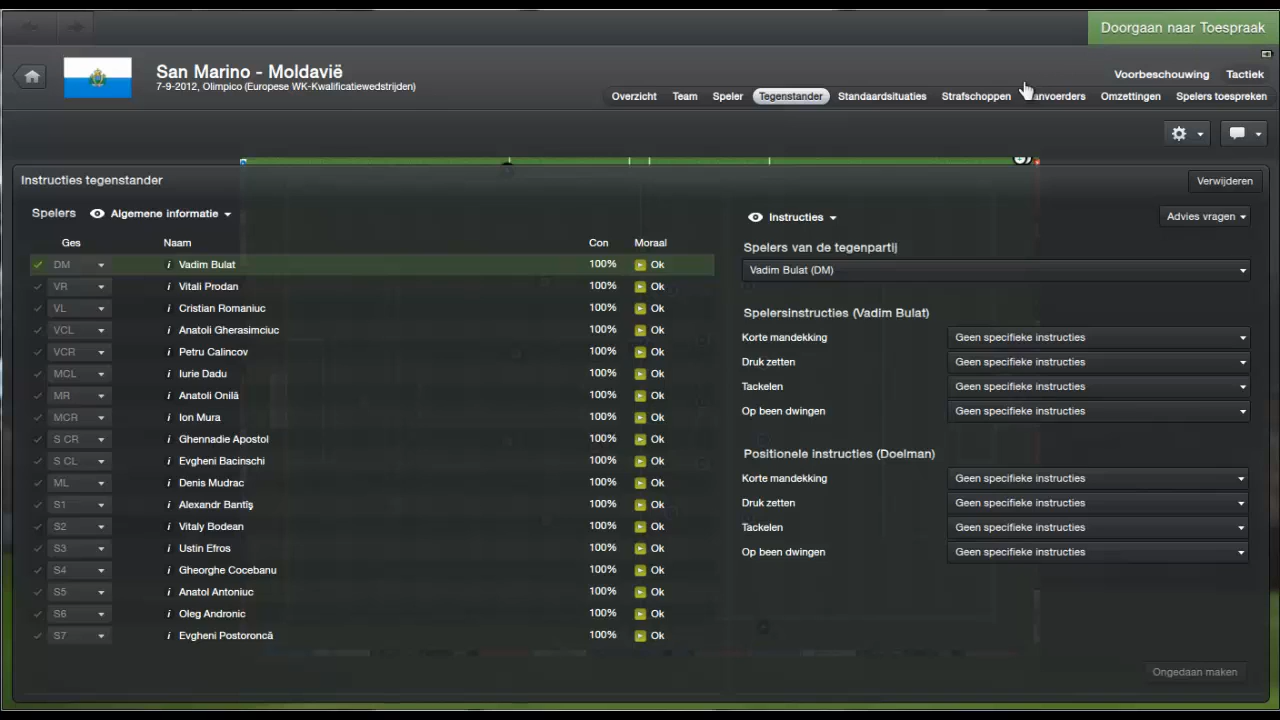 Doorgaan naar Toespraak
San Marino - Moldavië
7-9-2012, Olimpico (Europese WK-Kwalificatiewedstrijden)
Voorbeschouwing Tactiek
Overzicht Team Speler Tegenstander Standaardsituaties Strafschoppen Omzettingen Spelers toespreken
Instructies tegenstander
Verwijderen
Spelers Algemene informatie
Instructies
Advies vragen
Ges Naam Con Moraal
DM i Vadim Bulat 100% Ok
VR i Vitali Prodan 100% Ok
VL i Cristian Romaniuc 100% Ok
VCL i Anatoli Gherasimciuc 100% Ok
VCR i Petru Calincov 100% Ok
MCL i Iurie Dadu 100% Ok
MR i Anatoli Onilă 100% Ok
MCR i Ion Mura 100% Ok
S CR i Ghennadie Apostol 100% Ok
S CL i Evgheni Bacinschi 100% Ok
ML i Denis Mudrac 100% Ok
S1 i Alexandr Bantîş 100% Ok
S2 i Vitaly Bodean 100% Ok
S3 i Ustin Efros 100% Ok
S4 i Gheorghe Cocebanu 100% Ok
S5 i Anatol Antoniuc 100% Ok
S6 i Oleg Andronic 100% Ok
S7 i Evgheni Postoroncă 100% Ok
Spelers van de tegenpartij
Vadim Bulat (DM)
Spelersinstructies (Vadim Bulat)
Korte mandekking Geen specifieke instructies
Druk zetten Geen specifieke instructies
Tackelen Geen specifieke instructies
Op been dwingen Geen specifieke instructies
Positionele instructies (Doelman)
Korte mandekking Geen specifieke instructies
Druk zetten Geen specifieke instructies
Tackelen Geen specifieke instructies
Op been dwingen Geen specifieke instructies
Ongedaan maken